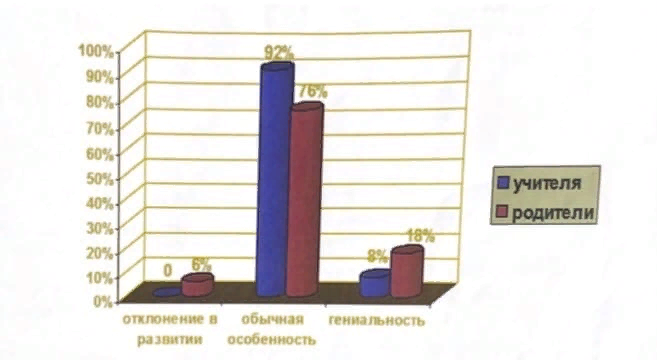 100%
90%
80%
70%
60%
50%
40%
30%
20%
10%
0%
0
6%
92%
76%
8%
18%
отклонение в
развитии
обычная
особенность
гениальность
учителя
родители